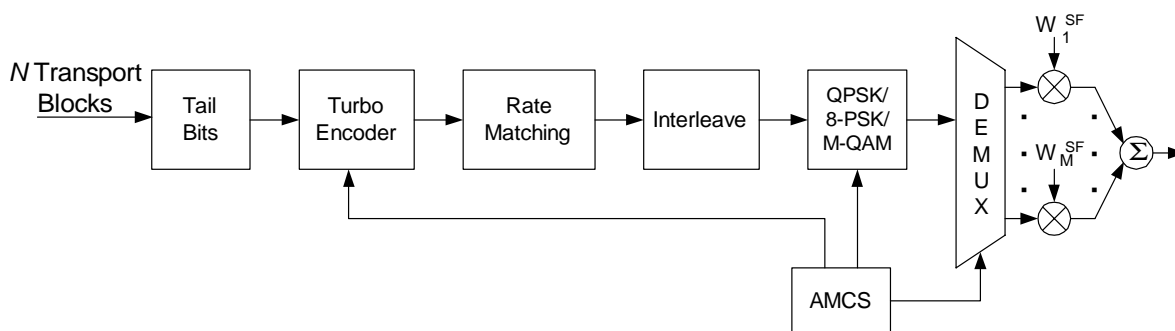 N Transport
Blocks
Tail
Bits
Turbo
Encoder
Rate
Matching
Interleave
QPSK/
8-PSK/
M-QAM
D
E
M
U
X
W 1 SF
W M SF
Σ
AMCS